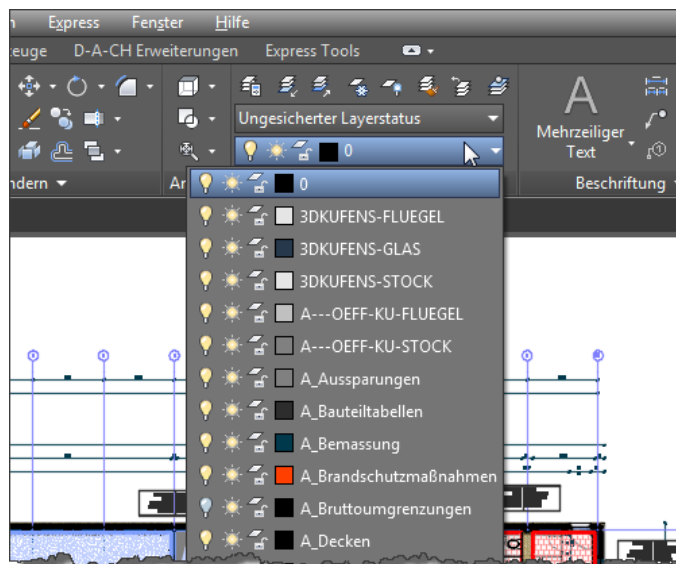 Express Fenster Hilfe
euge D-A-CH Erweiterungen Express Tools
Ungesicherter Layerstatus
0
Mehrzeiliger
Text
ndern
Ar
Beschriftung
0
3DKUFENS-FLUEGEL
3DKUFENS-GLAS
3DKUFENS-STOCK
A---OEFF-KU-FLUEGEL
A---OEFF-KU-STOCK
A_Aussparungen
A_Bauteiltabellen
A_Bemassung
A_Brandschutzmaßnahmen
A_Bruttoumgrenzungen
A_Decken